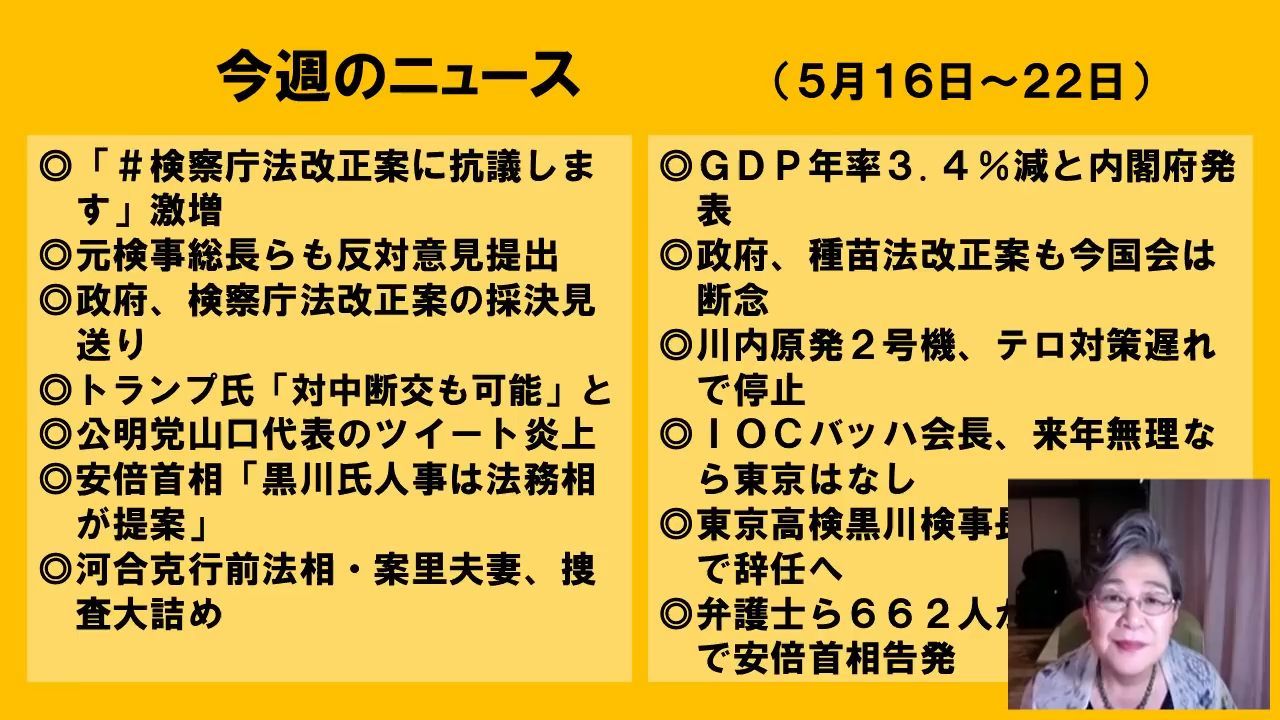 今週のニュース
（５月１６日～２２日）
◎「＃検察庁法改正案に抗議しま
す」激増
◎元検事総長らも反対意見提出
◎政府、検察庁法改正案の採決見
送り
◎トランプ氏「対中断交も可能」と
◎公明党山口代表のツイート炎上
◎安倍首相「黒川氏人事は法務相
が提案」
◎河合克行前法相・案里夫妻、捜
査大詰め
◎ＧＤＰ年率３．４％減と内閣府発
表
◎政府、種苗法改正案も今国会は
断念
◎川内原発２号機、テロ対策遅れ
で停止
◎ＩＯＣバッハ会長、来年無理な
ら東京はなし
◎東京高検黒川検事長
で辞任へ
◎弁護士ら６６２人が
で安倍首相告発